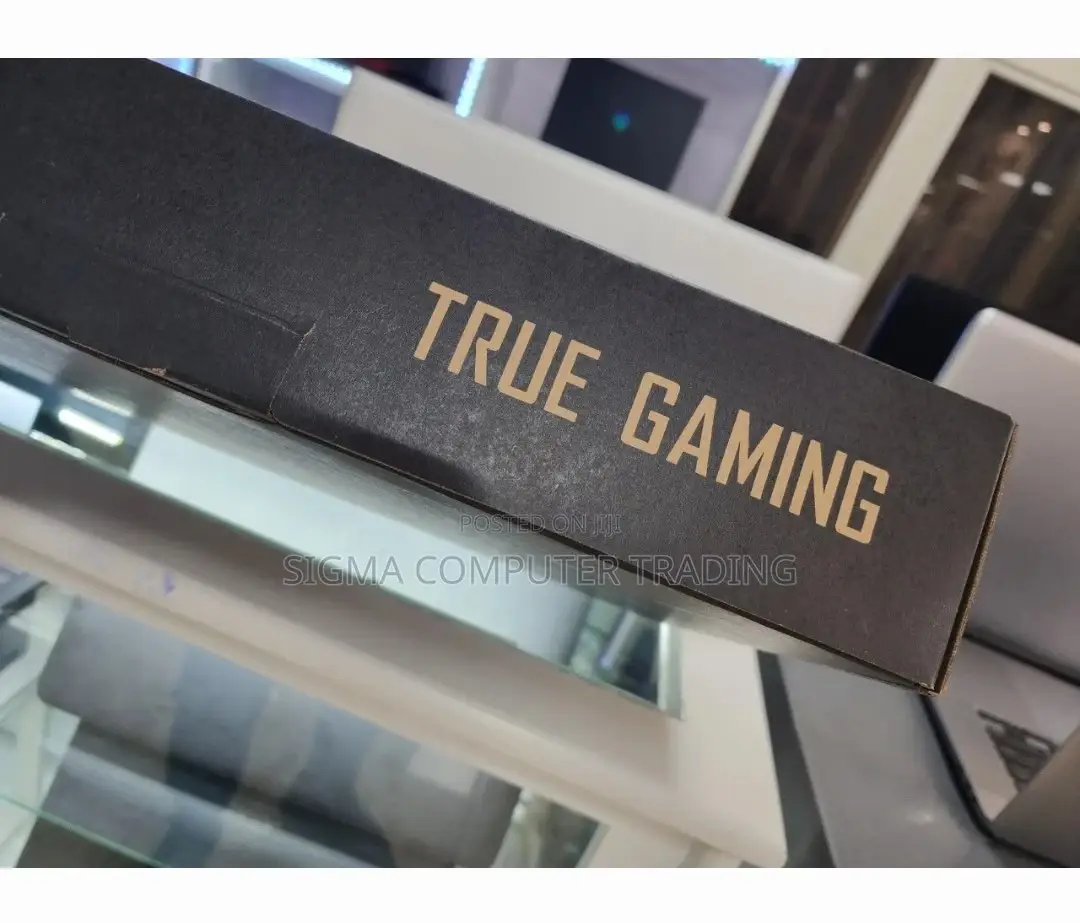 TRUE GAMING
POSTED ON JIJI
SIGMA COMPUTER TRADING